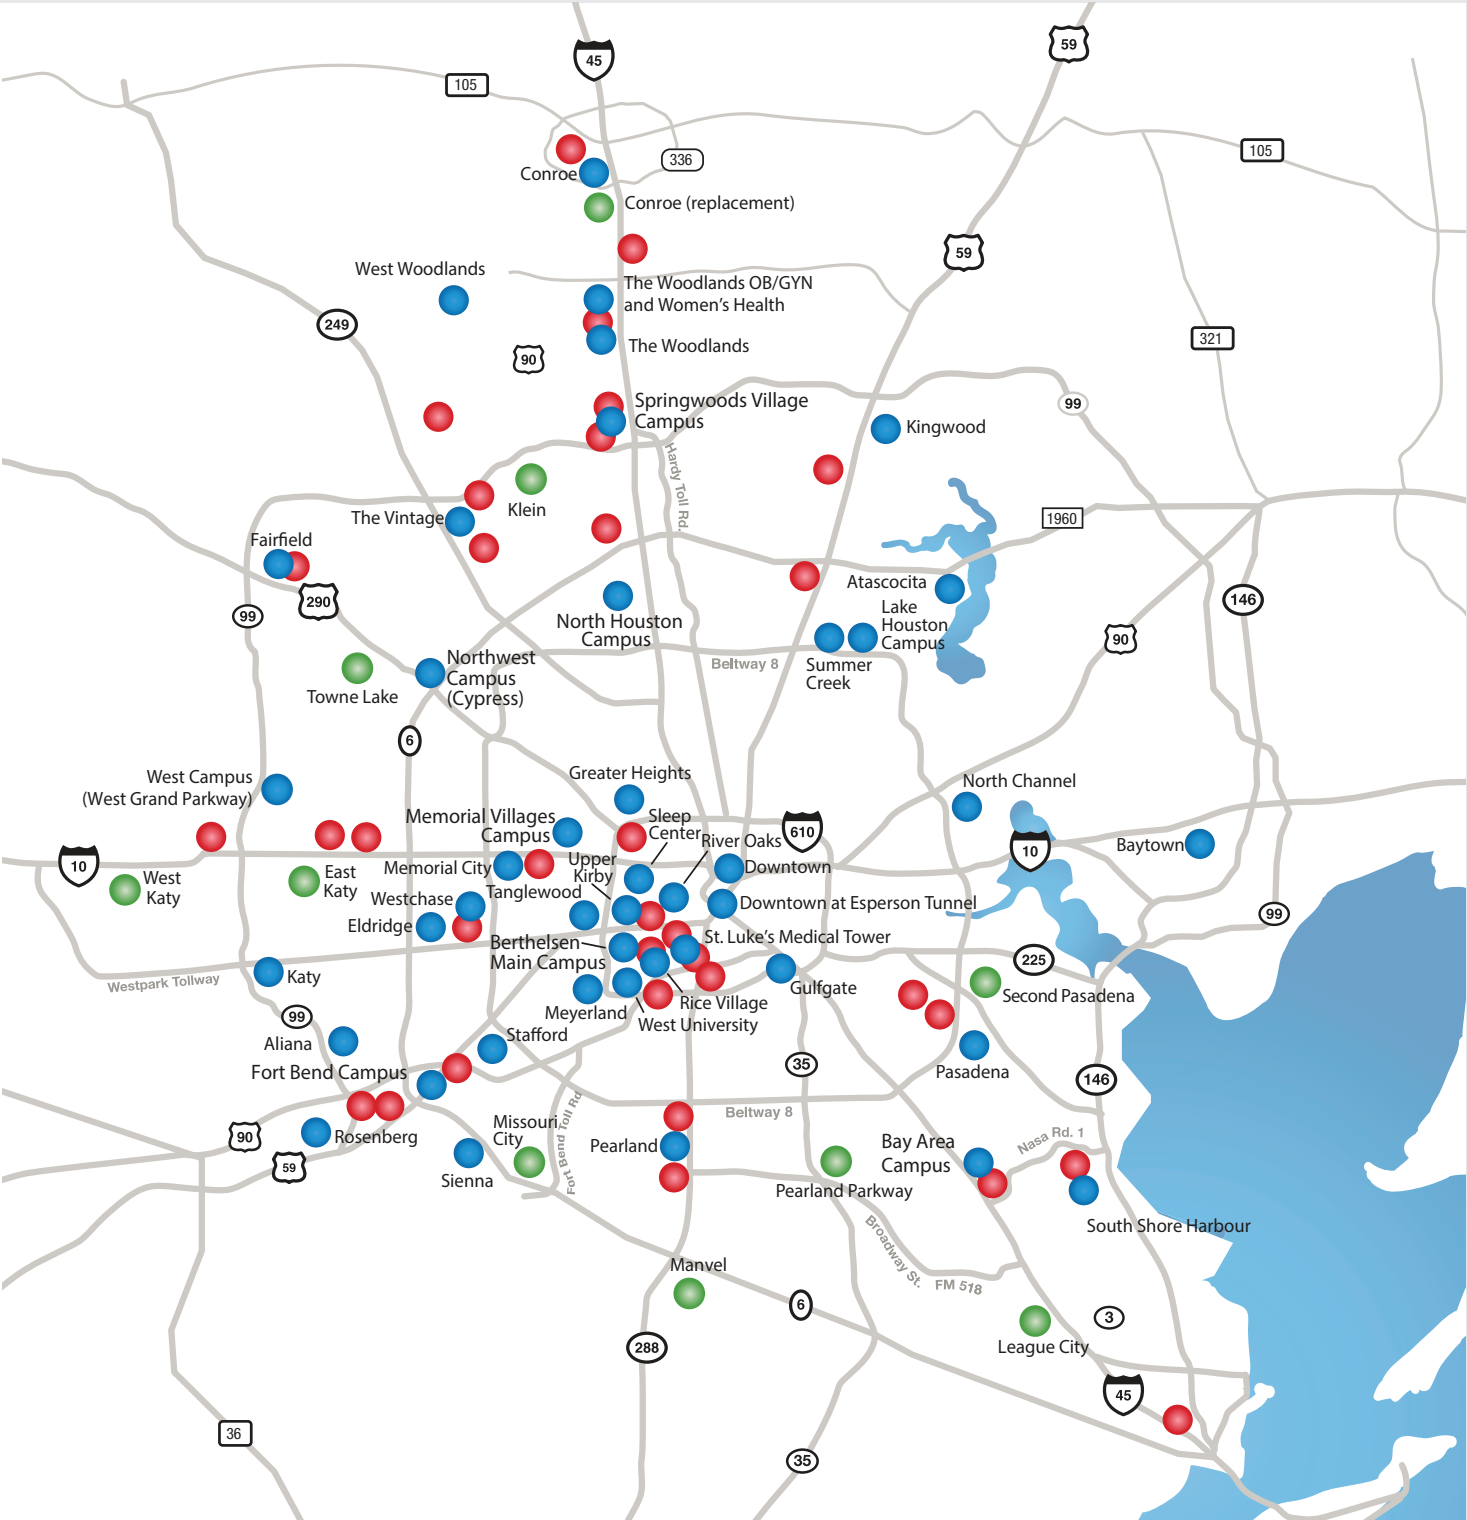 59
45
105
105
336
Conroe
Conroe (replacement)
59
West Woodlands
The Woodlands OB/GYN
and Women's Health
249
The Woodlands
321
90
Springwoods Village
Campus
99
Kingwood
Hardy Toll Rd.
Klein
The Vintage
1960
Fairfield
290
99
Atascocita
146
Lake
Houston
Campus
North Houston
Campus
90
Beltway 8
Summer
Creek
Northwest
Campus
(Cypress)
Towne Lake
6
West Campus
(West Grand Parkway)
Greater Heights
North Channel
Memorial Villages
Campus
Sleep
Center
610
River Oaks
10
Baytown
10
Memorial City
Upper
Kirby
Downtown
West
Katy
East
Katy
Tanglewood
Westchase
Eldridge
Downtown at Esperson Tunnel
99
Berthelsen
Main Campus
St. Luke's Medical Tower
225
Westpark Tollway
Katy
Gulfgate
Second Pasadena
Meyerland
Rice Village
West University
99
Aliana
Stafford
Fort Bend Campus
35
Pasadena
146
Beltway 8
Fort Bend Toll Rd
Missouri
City
90
Rosenberg
59
Sienna
Pearland
Nasa Rd. 1
Bay Area
Campus
Pearland Parkway
South Shore Harbour
Broadway St.
FM 518
Manvel
6
3
League City
288
45
36
35